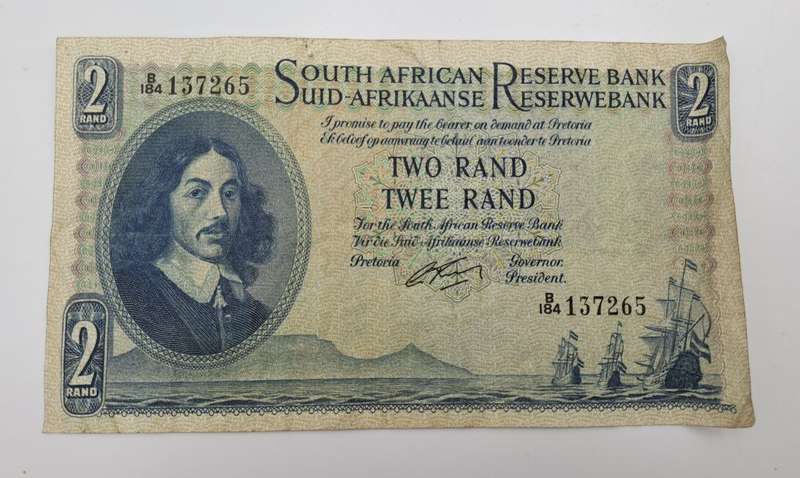 2
RAND
B/184 137265
SOUTH AFRICAN RESERVE BANK
SUID-AFRIKAANSE RESERWEBANK
2
RAND
I promise to pay the bearer on demand at Pretoria
Ek beloof op aanvraag te betaal aan toonder te Pretoria
TWO RAND
TWEE RAND
For the South African Reserve Bank
Vir die Suid-Afrikaanse Reserwebank
Pretoria
Governor.
President.
B/184 137265
2
RAND